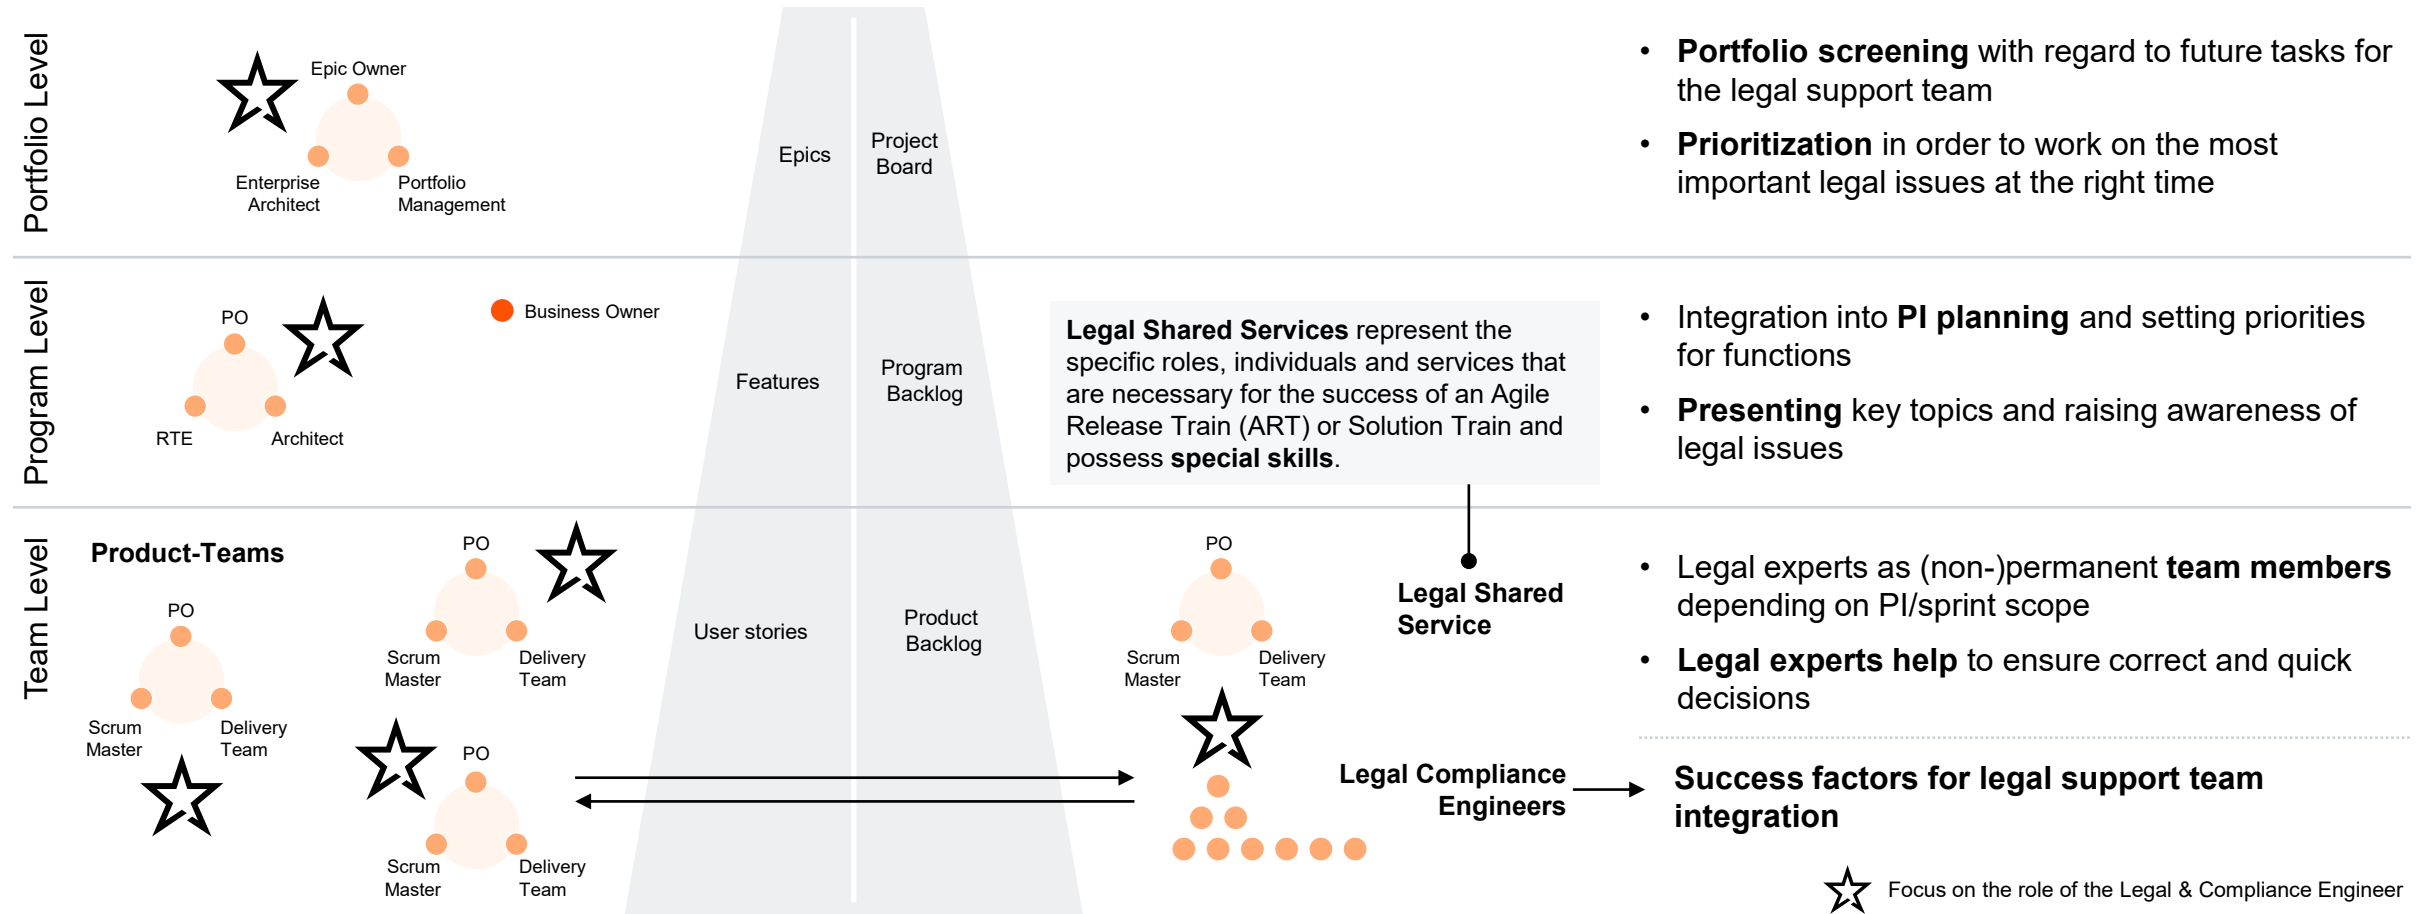 Portfolio Level
Epic Owner
Enterprise
Architect
Portfolio
Management
Epics
Project
Board
• Portfolio screening with regard to future tasks for
the legal support team
• Prioritization in order to work on the most
important legal issues at the right time
Program Level
PO
RTE
Architect
Business Owner
Features
Program
Backlog
Legal Shared Services represent the
specific roles, individuals and services that
are necessary for the success of an Agile
Release Train (ART) or Solution Train and
possess special skills.
• Integration into PI planning and setting priorities
for functions
• Presenting key topics and raising awareness of
legal issues
Team Level
Product-Teams
PO
Scrum
Master
Delivery
Team
PO
Scrum
Master
Delivery
Team
PO
Scrum
Master
Delivery
Team
User stories
Product
Backlog
PO
Scrum
Master
Delivery
Team
Legal Shared
Service
Legal Compliance
Engineers
• Legal experts as (non-)permanent team members
depending on PI/sprint scope
• Legal experts help to ensure correct and quick
decisions
Success factors for legal support team
integration
Focus on the role of the Legal & Compliance Engineer